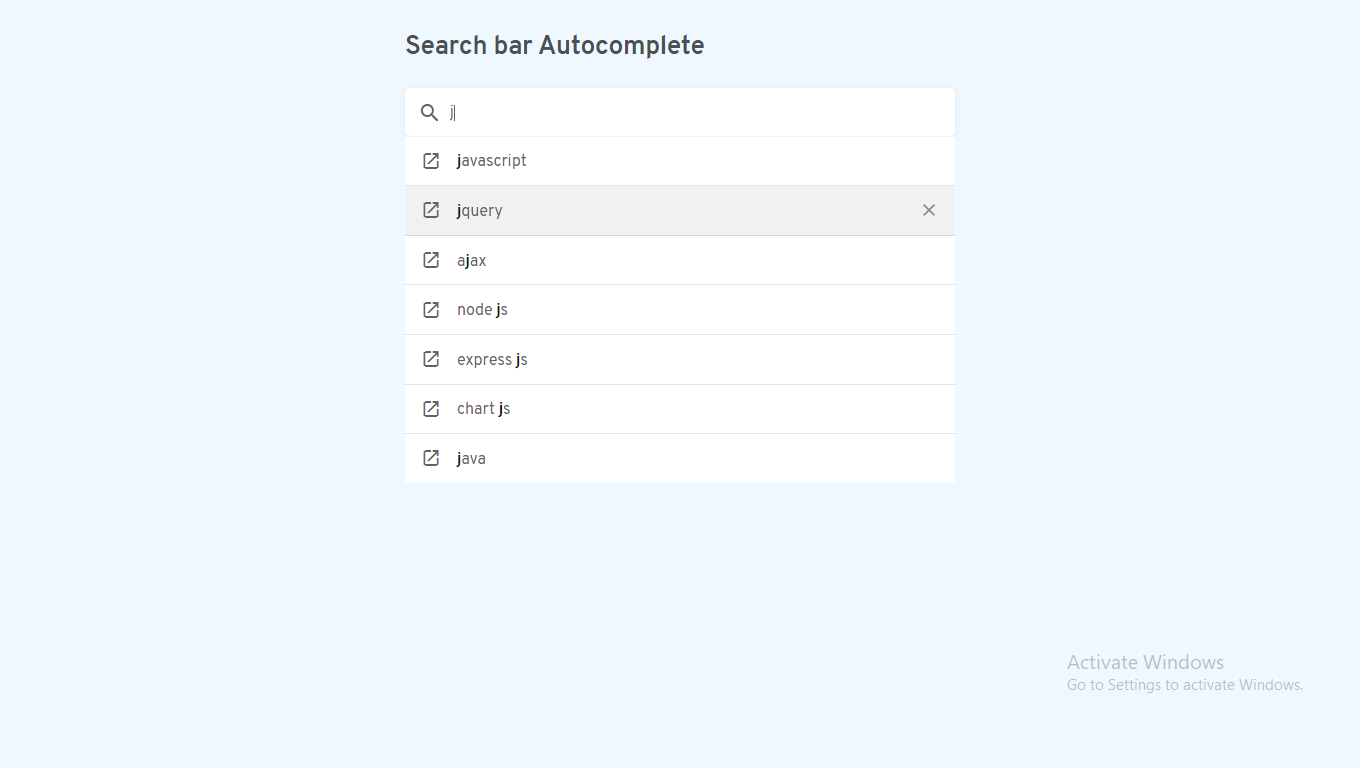 Search bar Autocomplete
j
javascript
jquery
ajax
node js
express js
chart js
java
Activate Windows
Go to Settings to activate Windows.